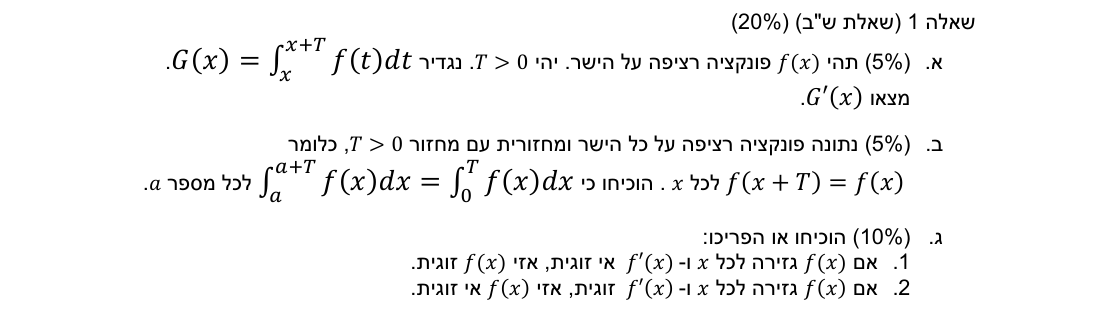 שאלה 1 (שאלת ש"ב) (20%)
א. (5%) תהי f(x) פונקציה רציפה על הישר. יהי T > 0. נגדיר G(x) = ∫_x^{x+T} f(t)dt.
מצאו G′(x).
ב. (5%) נתונה פונקציה רציפה על כל הישר ומחזורית עם מחזור T > 0, כלומר
f(x + T) = f(x) לכל x . הוכיחו כי ∫_a^{a+T} f(x)dx = ∫_0^T f(x)dx לכל מספר a.
ג. (10%) הוכיחו או הפריכו:
1. אם f(x) גזירה לכל x ו- f′(x) אי זוגית, אזי f(x) זוגית.
2. אם f(x) גזירה לכל x ו- f′(x) זוגית, אזי f(x) אי זוגית.